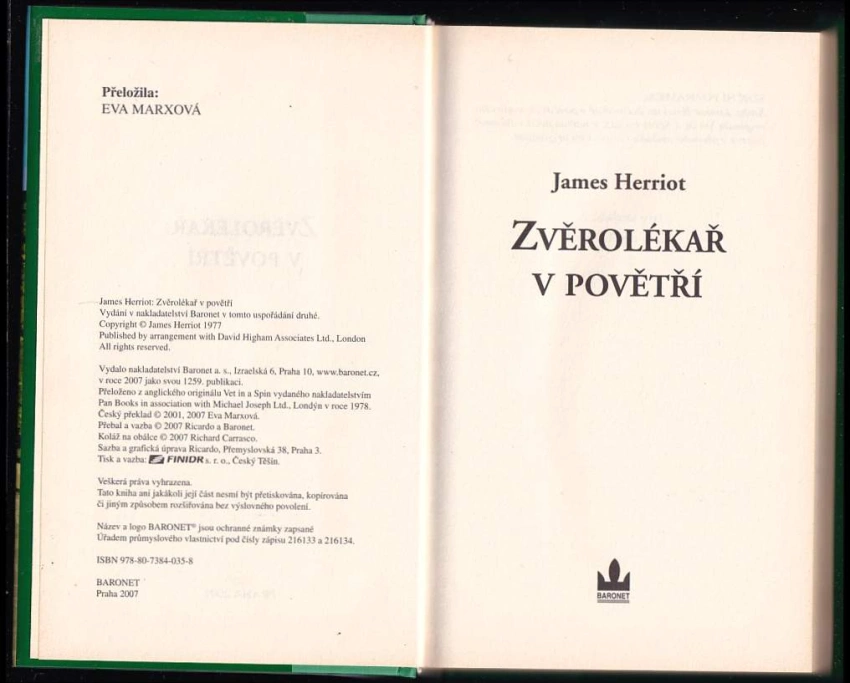 Přeložila:
EVA MARXOVÁ
James Herriot: Zvěrolékař v povětří
Vydání v nakladatelství Baronet v tomto uspořádání druhé.
Copyright © James Herriot 1977
Published by arrangement with David Higham Associates Ltd., London
All rights reserved.
Vydalo nakladatelství Baronet a. s., Izraelská 6, Praha 10, www.baronet.cz,
v roce 2007 jako svou 1259. publikaci.
Přeloženo z anglického originálu Vet in a Spin vydaného nakladatelstvím
Pan Books in association with Michael Joseph Ltd., Londýn v roce 1978.
Český překlad © 2001, 2007 Eva Marxová.
Přebal a vazba © 2007 Ricardo a Baronet.
Koláž na obálce © 2007 Richard Carrasco.
Sazba a grafická úprava Ricardo, Přemyslovská 38, Praha 3.
Tisk a vazba: FINIDR s. r. o., Český Těšín.
Veškerá práva vyhrazena.
Tato kniha ani jakákoli její část nesmí být přetiskována, kopírována
či jiným způsobem rozšiřována bez výslovného povolení.
Název a logo BARONET® jsou ochranné známky zapsané
Úřadem průmyslového vlastnictví pod čísly zápisu 216133 a 216134.
ISBN 978-80-7384-035-8
BARONET
Praha 2007
James Herriot
ZVĚROLÉKAŘ
V POVĚTŘÍ
BARONET